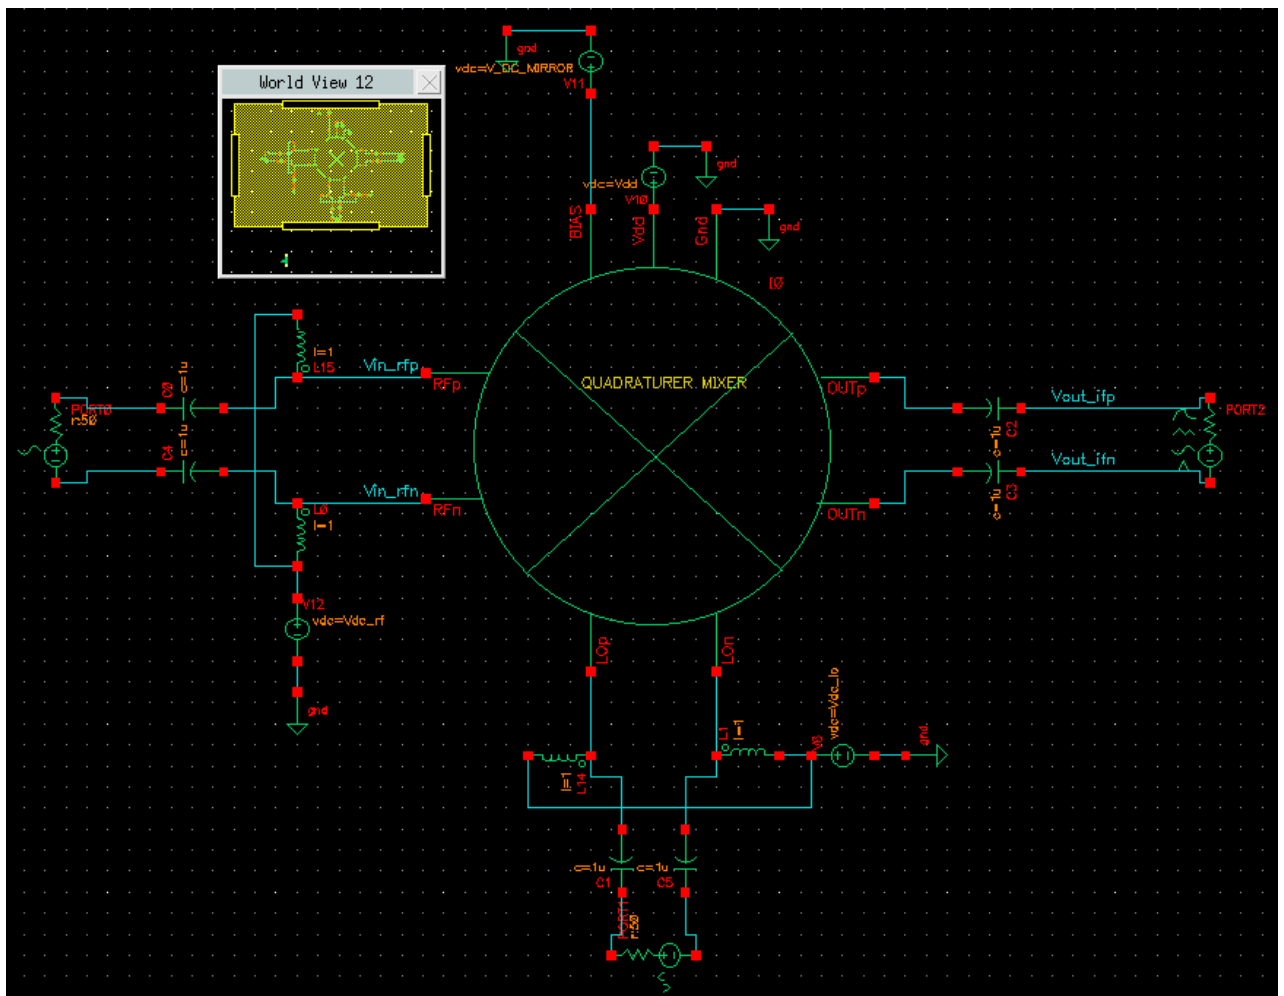 gnd
vdc=V_DC_MIRROR
V11
World View 12
gnd
vdc=Vdd
V10
BIAS
Vdd
Gnd
gnd
I0
l=1
L15
Vin_rfp
RFp
c=1u
C0
PORT0
r:50
c=1u
C4
QUADRATURER MIXER
OUTp
Vout_ifp
PORT2
C2
c=1u
Vin_rfn
RFn
L0
l=1
OUTn
Vout_ifn
C3
c=1u
V12
vdc=Vdc_rf
gnd
LOp
LOn
vdc=Vdc_lo
L1
l=1
V6
gnd
l=1
L14
c=1u
C1
c=1u
C5
PORT1
r:50